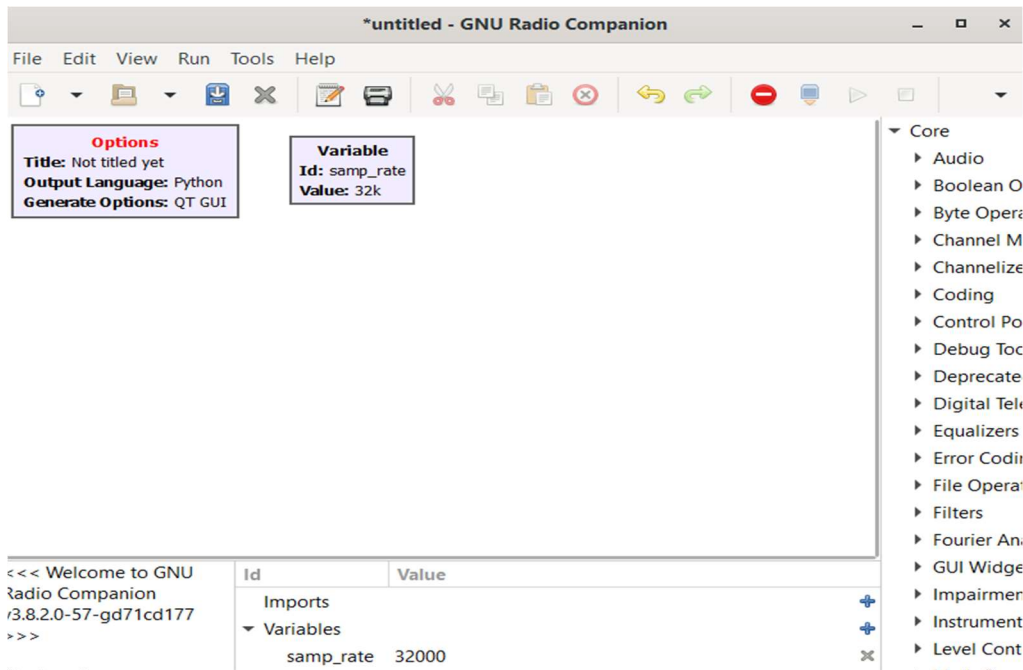 *untitled - GNU Radio Companion
File Edit View Run Tools Help
Options
Title: Not titled yet
Output Language: Python
Generate Options: QT GUI
Variable
Id: samp_rate
Value: 32k
Core
Audio
Boolean O
Byte Opera
Channel M
Channelize
Coding
Control Po
Debug Too
Deprecate
Digital Tele
Equalizers
Error Codin
File Operat
Filters
Fourier Ana
GUI Widge
Impairmen
Instrument
Level Cont
<<< Welcome to GNU
Radio Companion
v3.8.2.0-57-gd71cd177
>>>
Id Value
Imports
Variables
samp_rate 32000